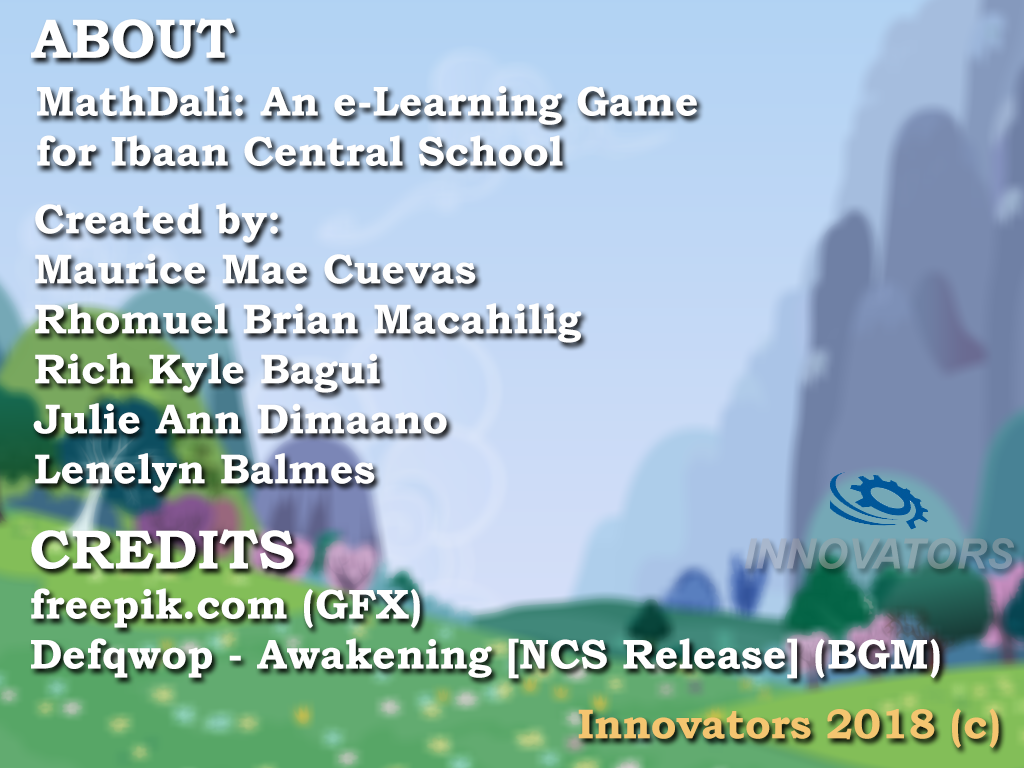 ABOUT
MathDali: An e-Learning Game
for Ibaan Central School
Created by:
Maurice Mae Cuevas
Rhomuel Brian Macahilig
Rich Kyle Bagui
Julie Ann Dimaano
Lenelyn Balmes
INNOVATORS
CREDITS
freepik.com (GFX)
Defqwop - Awakening [NCS Release] (BGM)
Innovators 2018 (c)